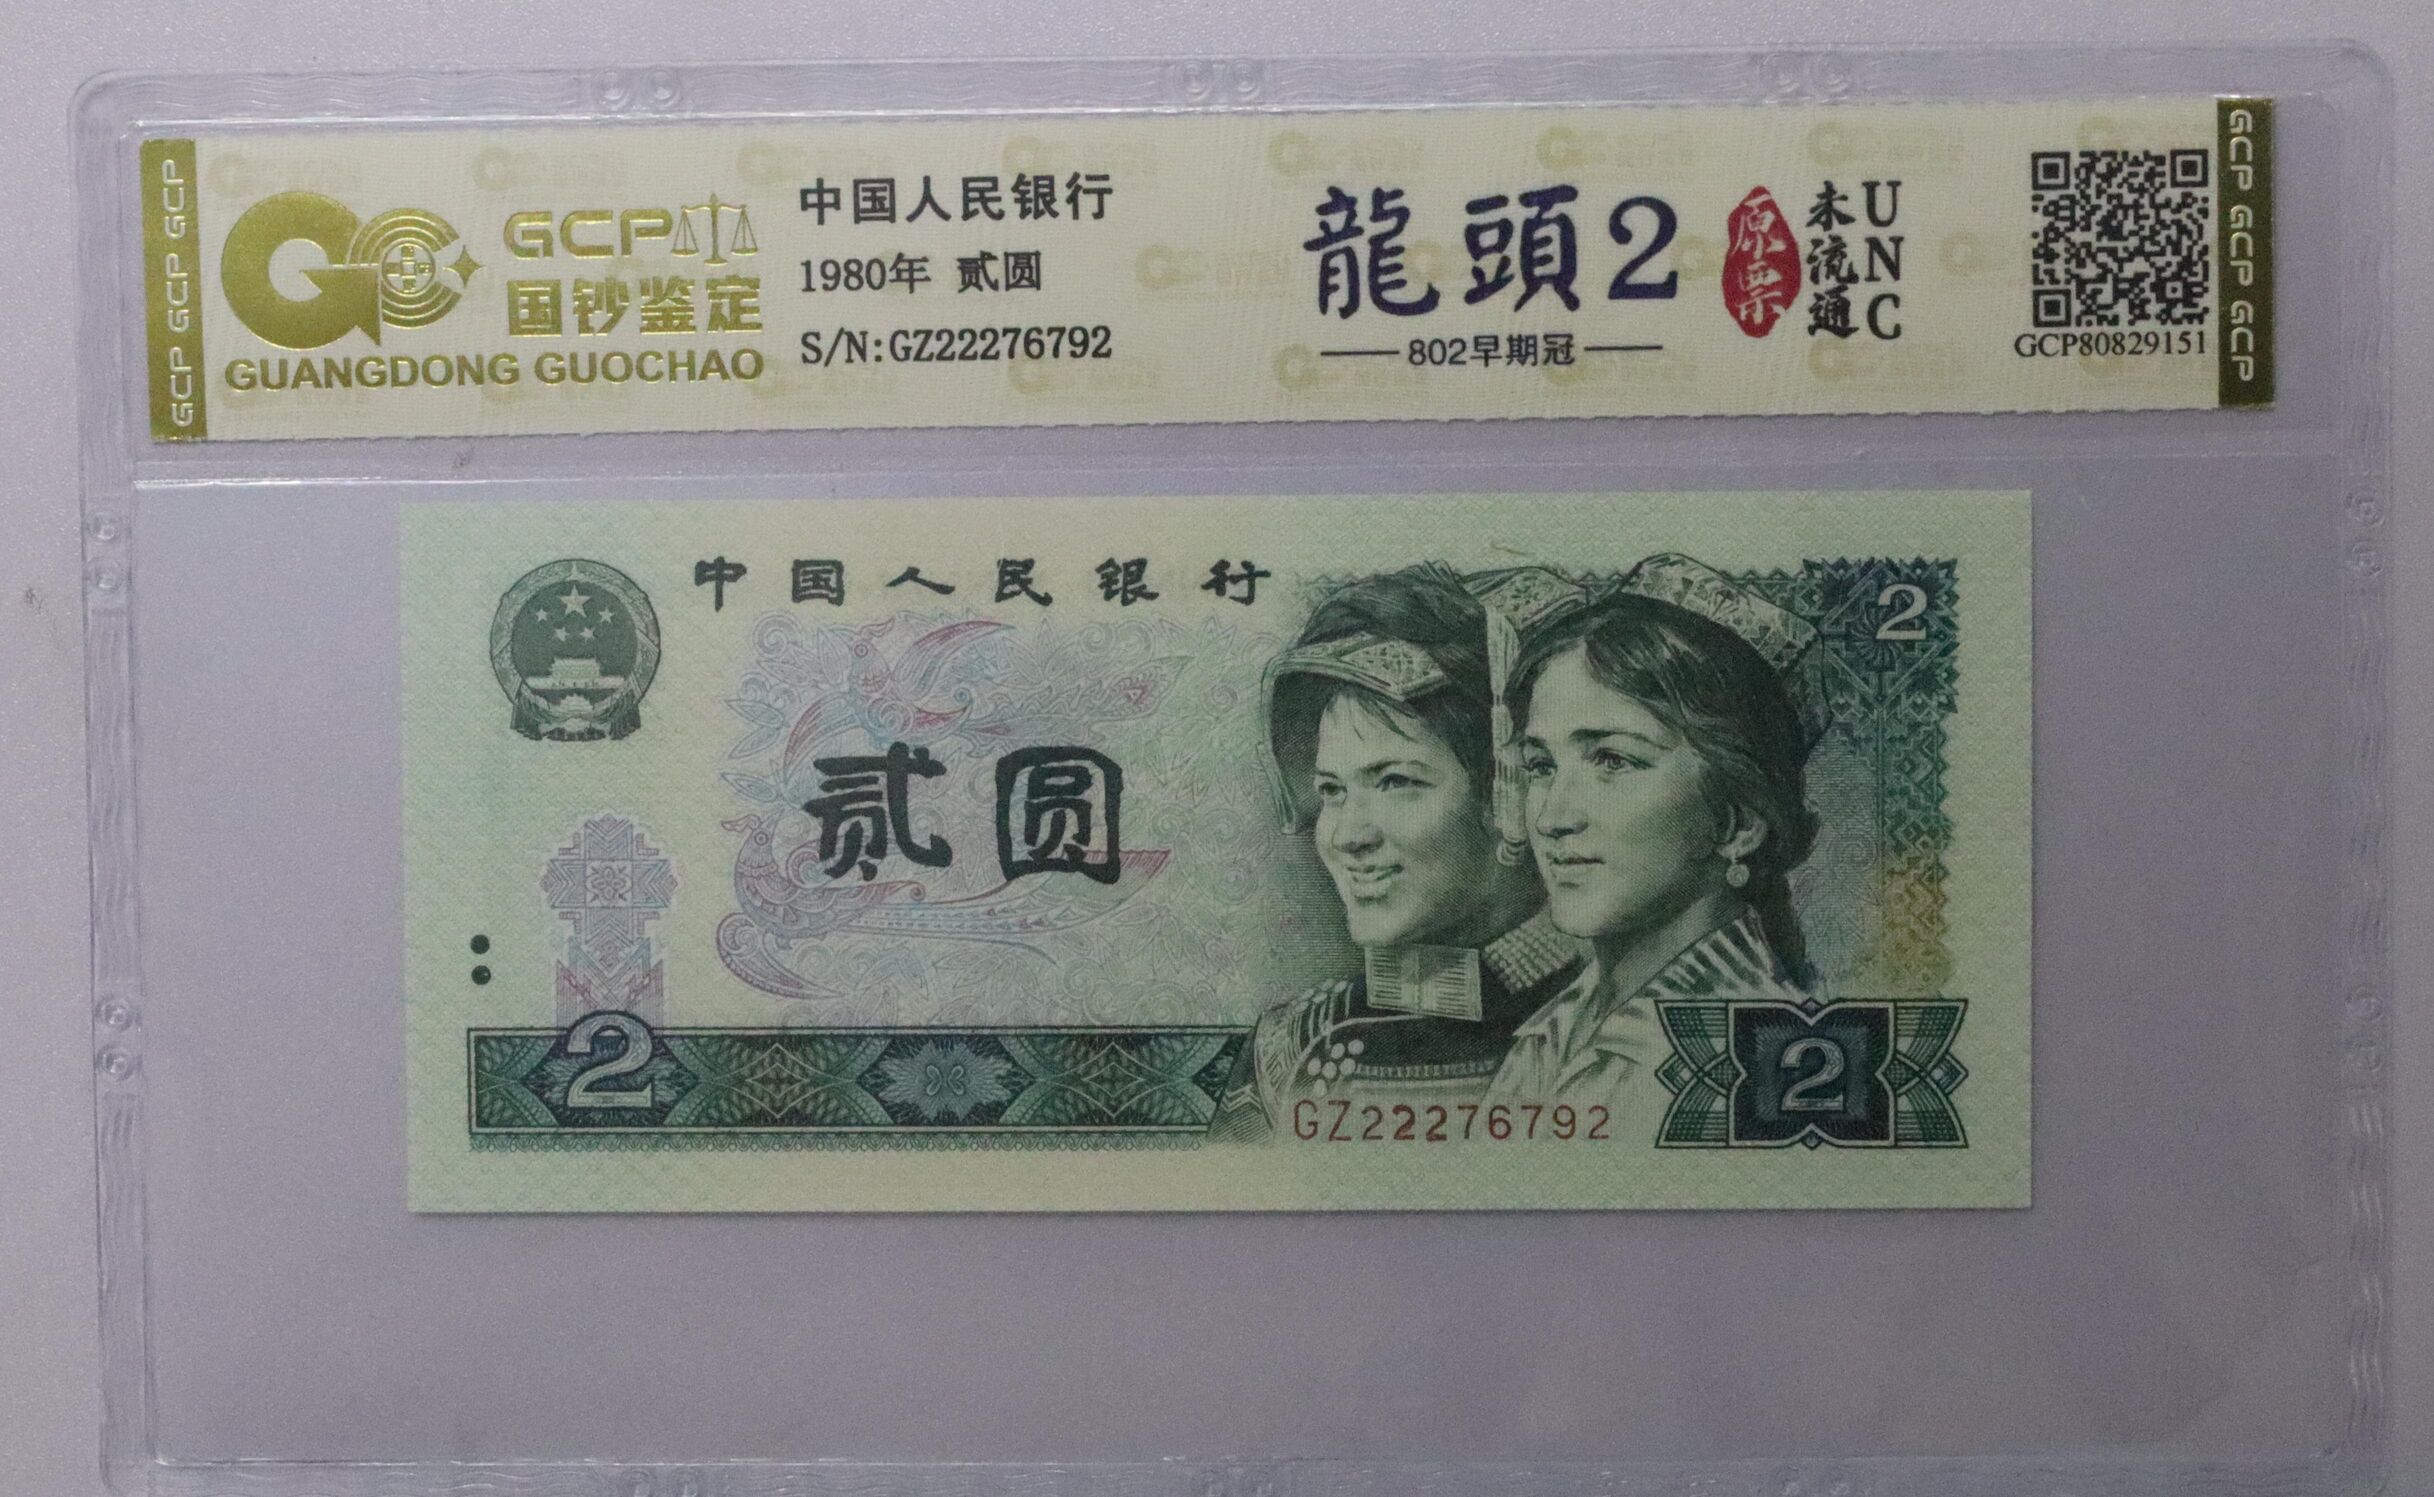 GCP GCP GCP
GCP
国钞鉴定
GUANGDONG GUOCHAO
中国人民银行
1980年 贰圆
S/N:GZ22276792
龍頭2
802早期冠
原票
未流通
UNC
GCP80829151
GCP GCP GCP
中国人民银行
2
贰圆
2
GZ22276792
2